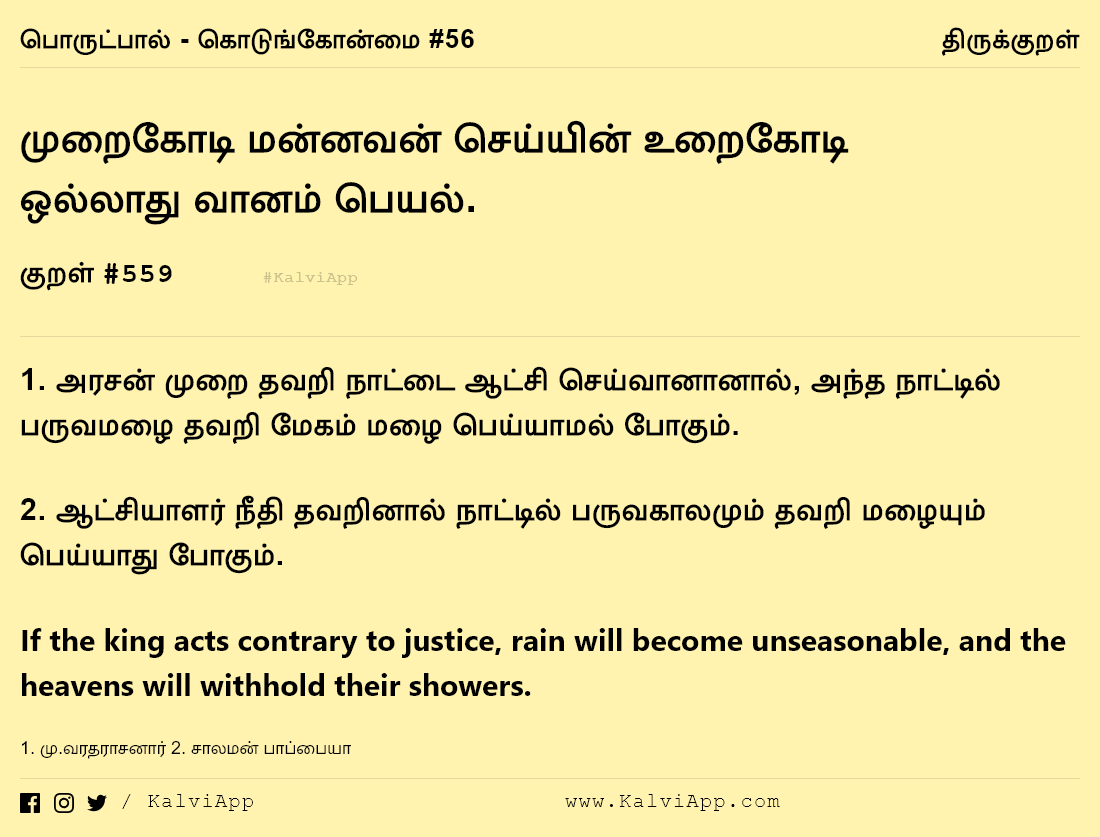 பொருட்பால் - கொடுங்கோன்மை #56 திருக்குறள்
முறைகோடி மன்னவன் செய்யின் உறைகோடி
ஒல்லாது வானம் பெயல்.
குறள் #559 #KalviApp
1. அரசன் முறை தவறி நாட்டை ஆட்சி செய்வானானால், அந்த நாட்டில்
பருவமழை தவறி மேகம் மழை பெய்யாமல் போகும்.
2. ஆட்சியாளர் நீதி தவறினால் நாட்டில் பருவகாலமும் தவறி மழையும்
பெய்யாது போகும்.
If the king acts contrary to justice, rain will become unseasonable, and the
heavens will withhold their showers.
1. மு.வரதராசனார் 2. சாலமன் பாப்பையா
/ KalviApp www.KalviApp.com